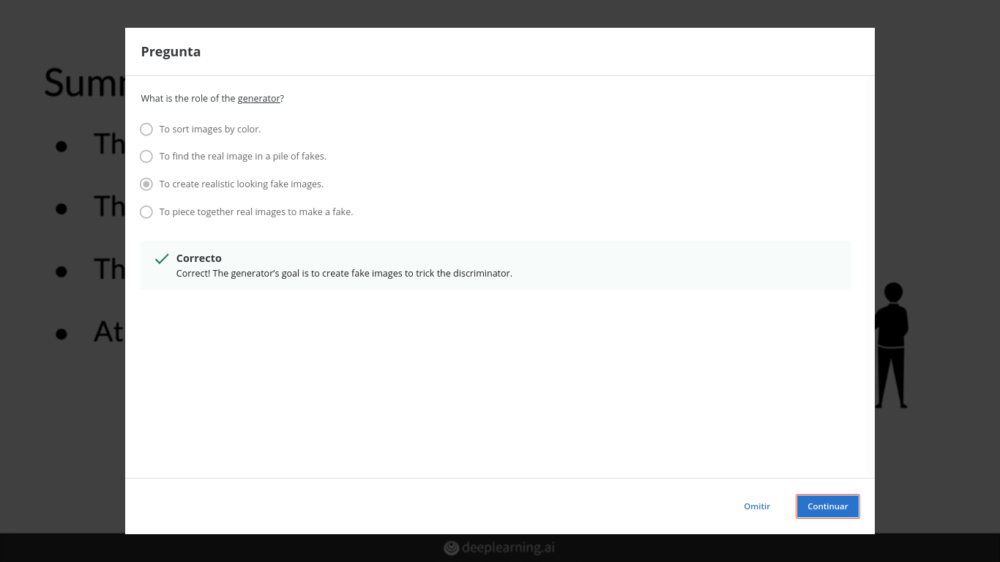 Pregunta
What is the role of the generator?
To sort images by color.
To find the real image in a pile of fakes.
To create realistic looking fake images.
To piece together real images to make a fake.
Correcto
Correct! The generator’s goal is to create fake images to trick the discriminator.
Omitir
Continuar
Summ
Th
Th
Th
At
deeplearning.ai